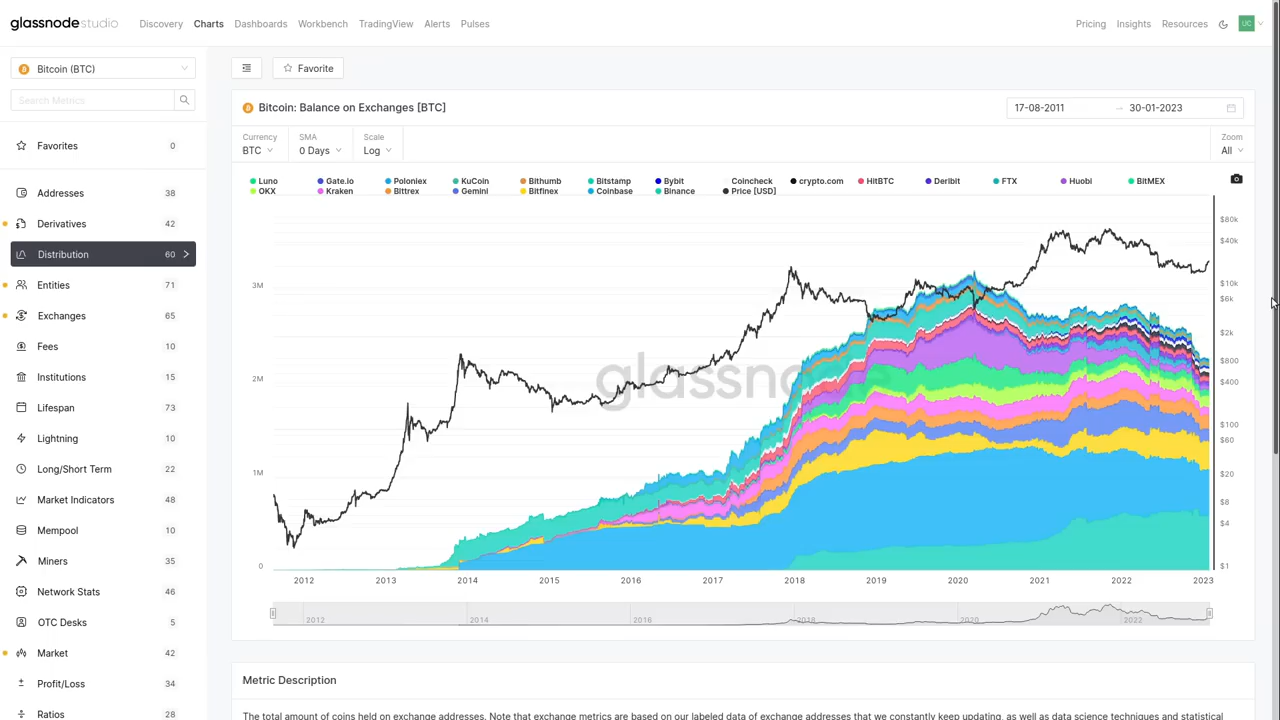 glassnode studio Discovery Charts Dashboards Workbench TradingView Alerts Pulses Pricing Insights Resources UC
Bitcoin (BTC)
Search Metrics
Favorites 0
Addresses 38
Derivatives 42
Distribution 60
Entities 71
Exchanges 65
Fees 10
Institutions 15
Lifespan 73
Lightning 10
Long/Short Term 22
Market Indicators 48
Mempool 10
Miners 35
Network Stats 46
OTC Desks 5
Market 42
Profit/Loss 34
Ratios 28
Favorite
Bitcoin: Balance on Exchanges [BTC] 17-08-2011 → 30-01-2023
Currency SMA Scale Zoom
BTC 0 Days Log All
Luno Gate.io Poloniex KuCoin Bithumb Bitstamp Bybit Coincheck crypto.com HitBTC Deribit FTX Huobi BitMEX
OKX Kraken Bittrex Gemini Bitfinex Coinbase Binance Price [USD]
3M
2M
1M
0
$80k
$40k
$10k
$6k
$2k
$800
$400
$100
$60
$20
$8
$4
$1
glassnode
2012 2013 2014 2015 2016 2017 2018 2019 2020 2021 2022 2023
2012 2014 2016 2018 2020 2022
Metric Description
The total amount of coins held on exchange addresses. Note that exchange metrics are based on our labeled data of exchange addresses that we constantly keep updating, as well as data science techniques and statistical